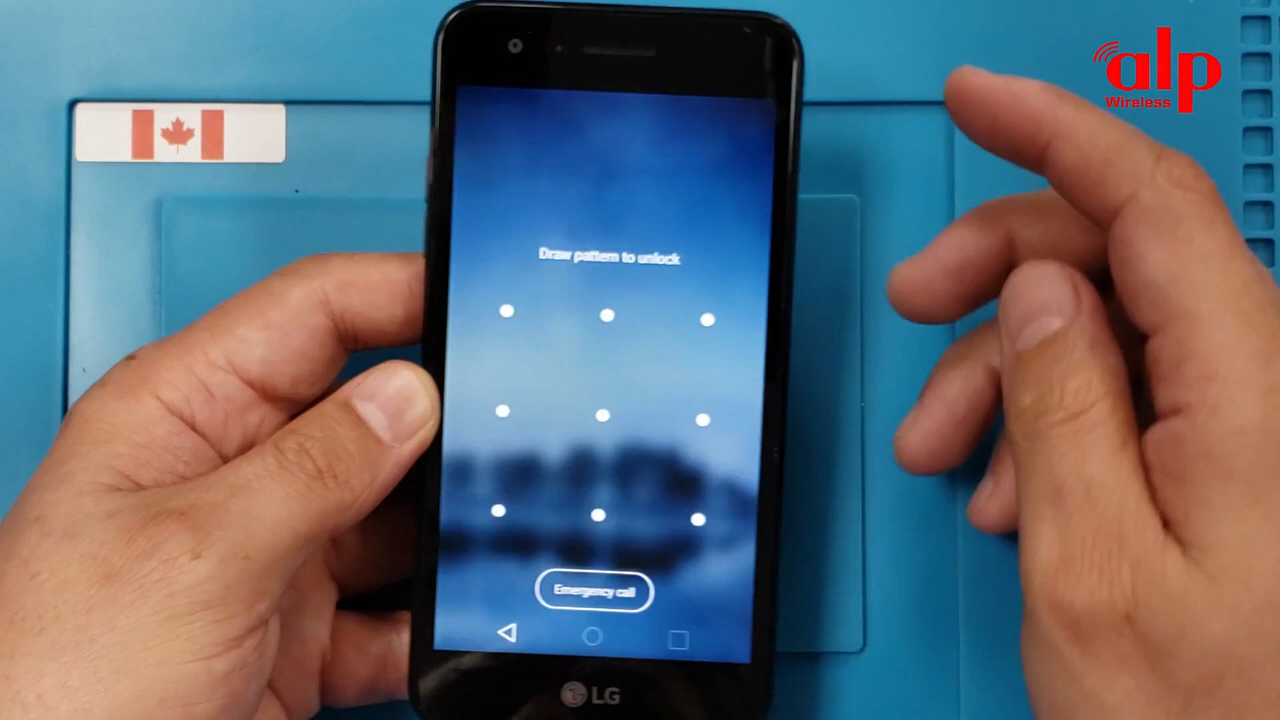 alp
Wireless
Draw pattern to unlock
Emergency call
LG